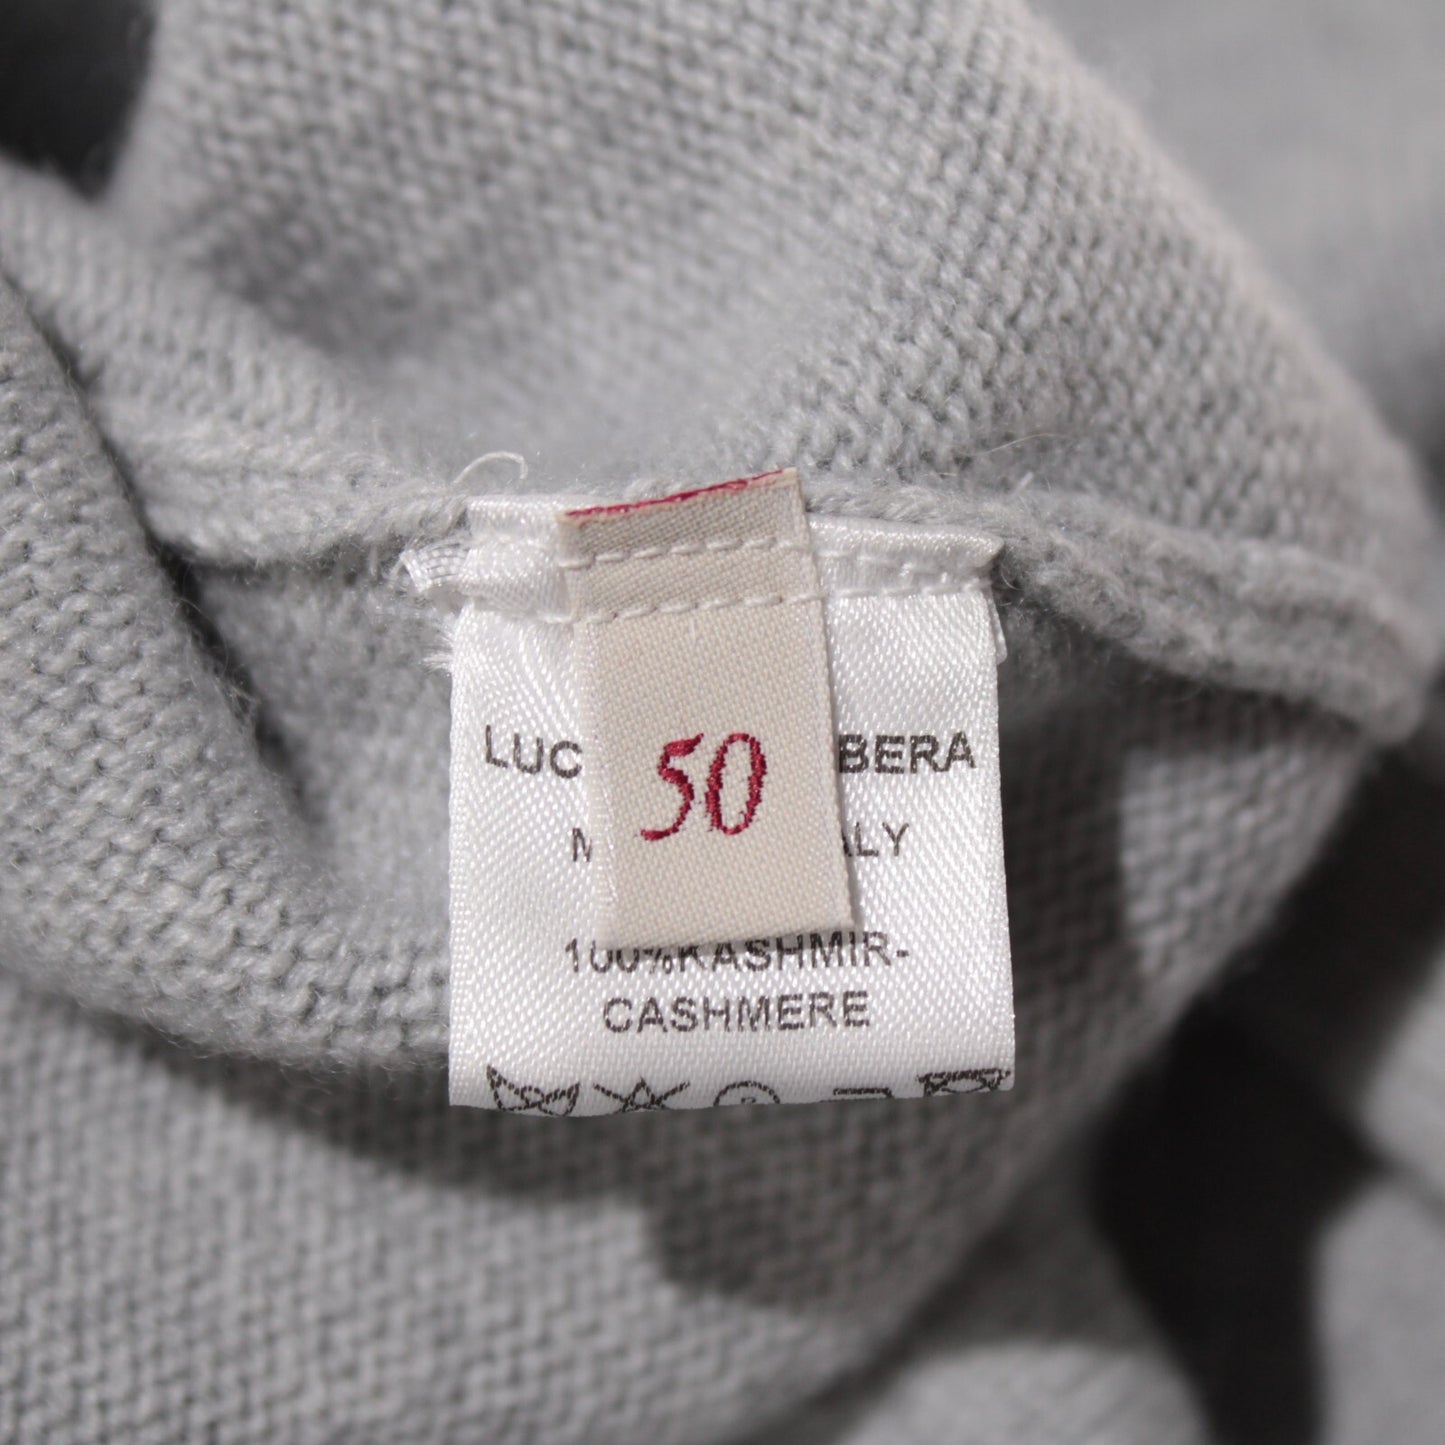 50
LUC BERA
M ALY
100%KASHMIR-
CASHMERE